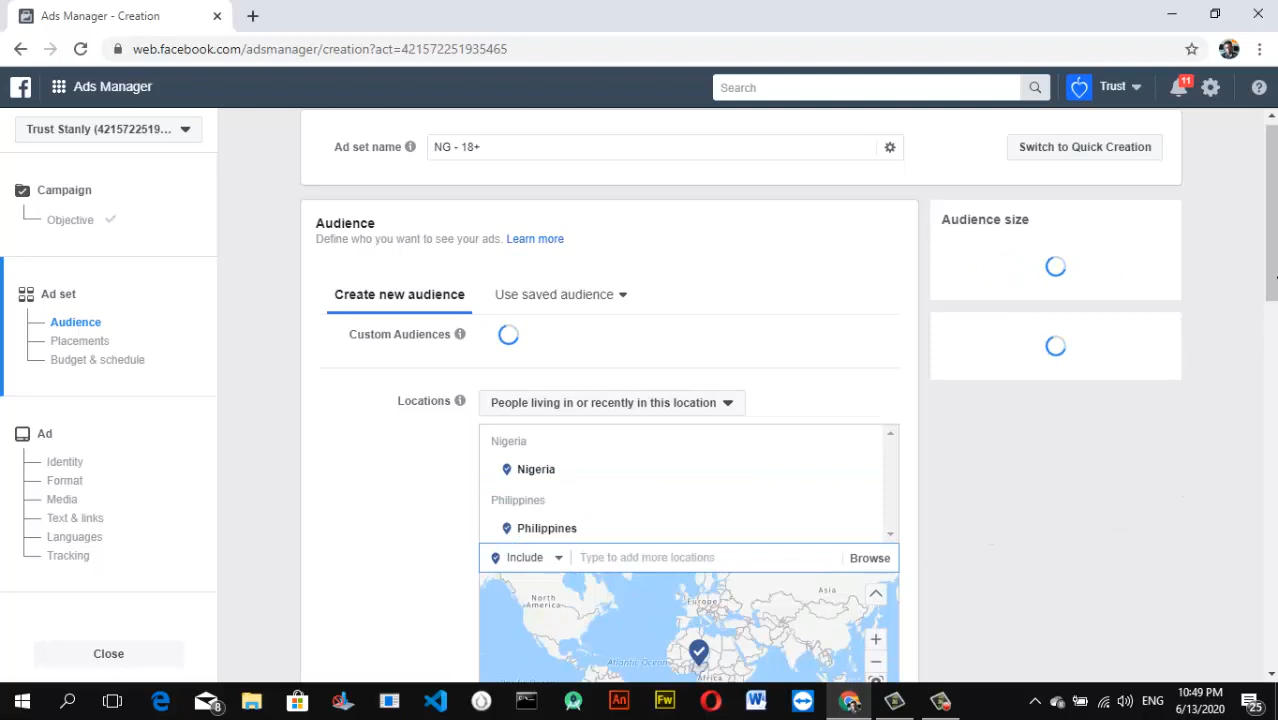 Ads Manager - Creation
web.facebook.com/adsmanager/creation?act=421572251935465
Ads Manager
Search
Trust
11
Trust Stanly (4215722519...
Ad set name
NG - 18+
Switch to Quick Creation
Campaign
Objective
Audience
Define who you want to see your ads. Learn more
Audience size
Ad set
Audience
Placements
Budget & schedule
Create new audience
Use saved audience
Custom Audiences
Locations
People living in or recently in this location
Nigeria
Nigeria
Philippines
Philippines
Include
Type to add more locations
Browse
Ad
Identity
Format
Media
Text & links
Languages
Tracking
North
America
Europe
Asia
Atlantic Ocean
Africa
Close
8
An
Fw
W
ENG
10:49 PM
6/13/2020
25